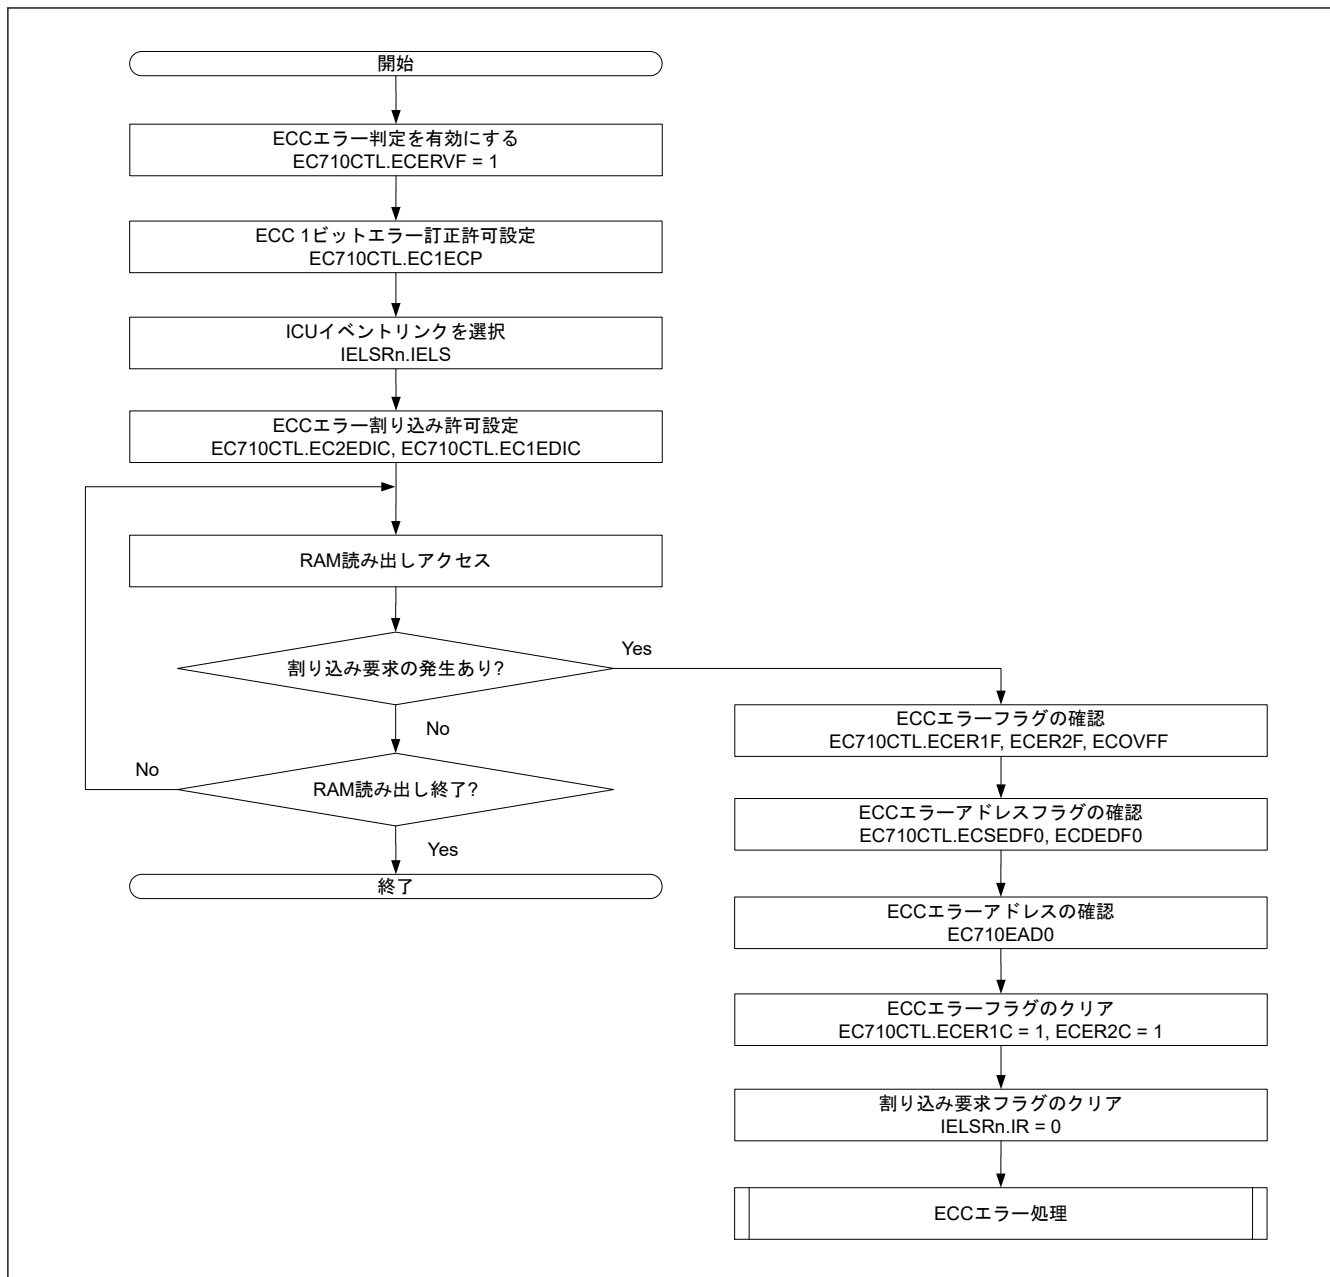 開始
ECCエラー判定を有効にする
EC710CTL.ECERVF = 1
ECC 1ビットエラー訂正許可設定
EC710CTL.EC1ECP
ICUイベントリンクを選択
IELSRn.IELS
ECCエラー割り込み許可設定
EC710CTL.EC2EDIC, EC710CTL.EC1EDIC
RAM読み出しアクセス
割り込み要求の発生あり?
Yes
No
RAM読み出し終了?
No
Yes
終了
ECCエラーフラグの確認
EC710CTL.ECER1F, ECER2F, ECOVFF
ECCエラーアドレスフラグの確認
EC710CTL.ECSEDF0, ECDEDF0
ECCエラーアドレスの確認
EC710EAD0
ECCエラーフラグのクリア
EC710CTL.ECER1C = 1, ECER2C = 1
割り込み要求フラグのクリア
IELSRn.IR = 0
ECCエラー処理